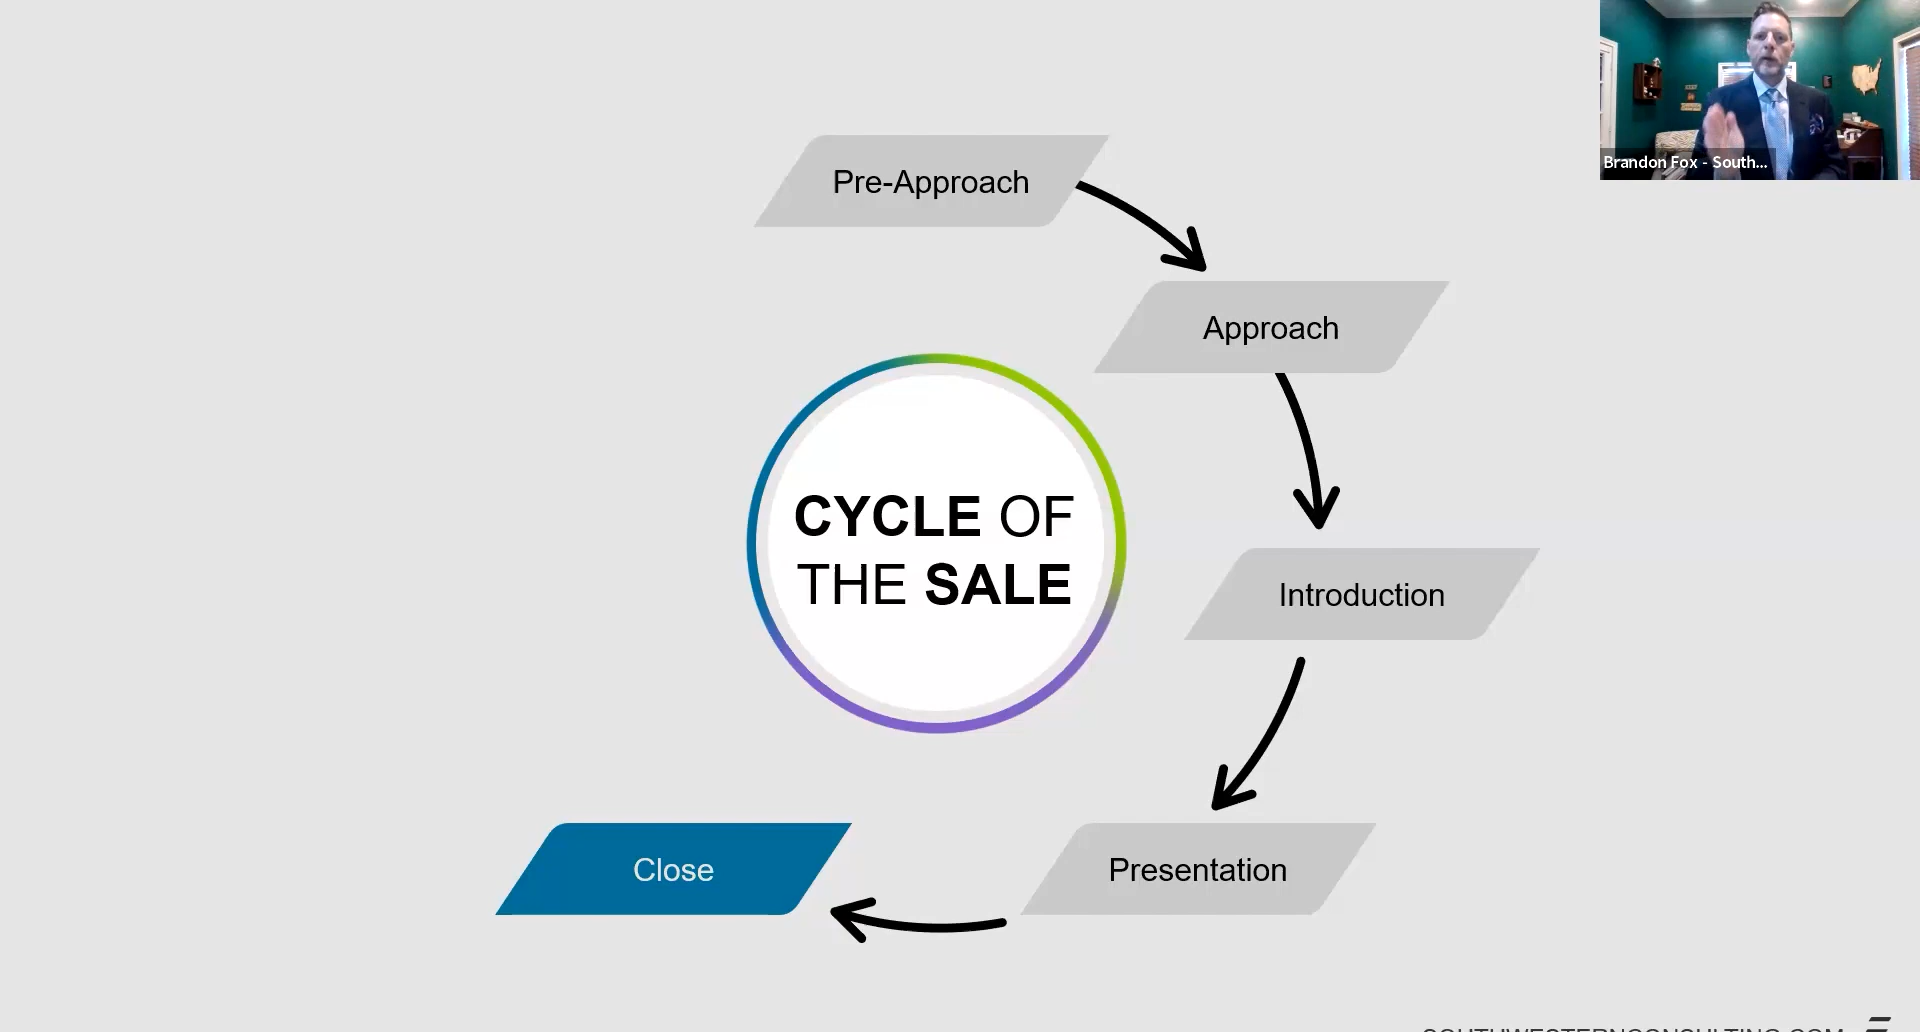 Pre-Approach
Approach
CYCLE OF
THE SALE
Introduction
Presentation
Close
Brandon Fox - South...
SOUTHWESTERNCONSULTING.COM